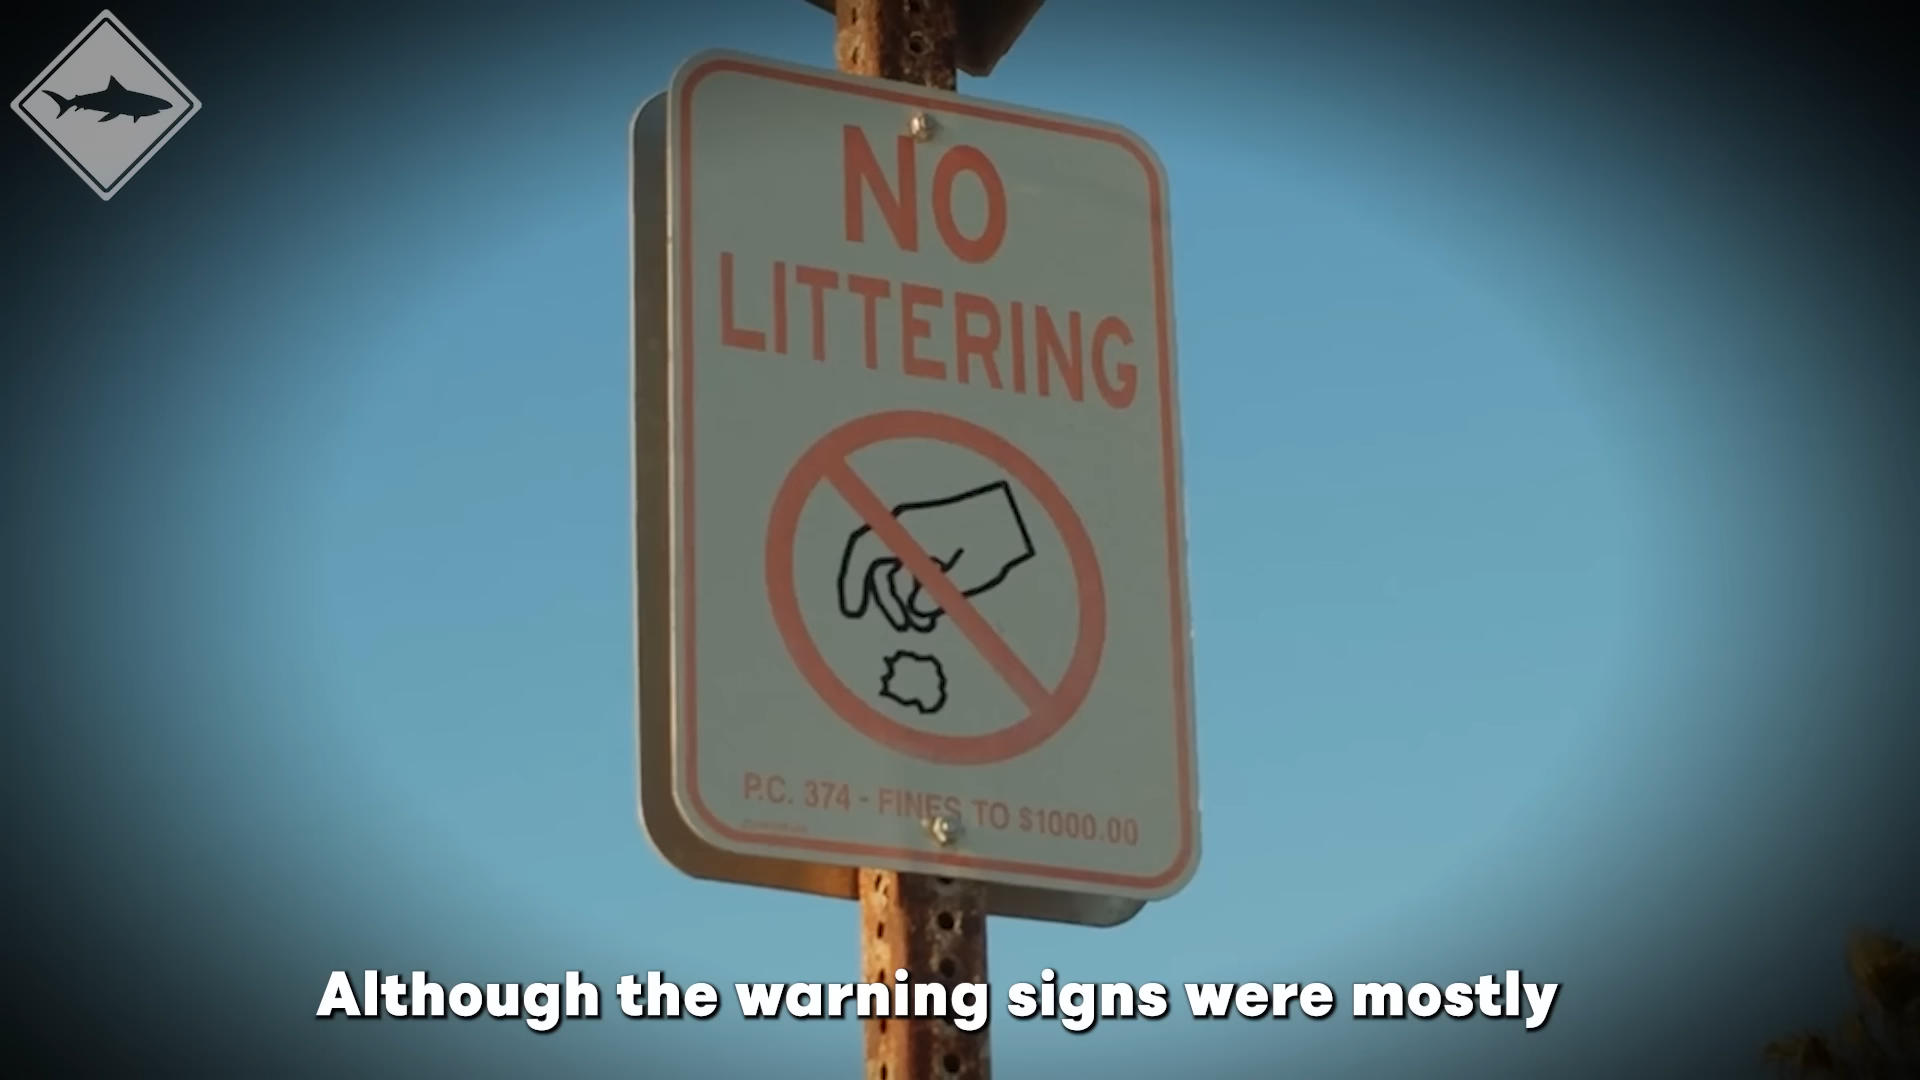 NO
LITTERING
P.C. 374 - FINES TO $1000.00
Although the warning signs were mostly